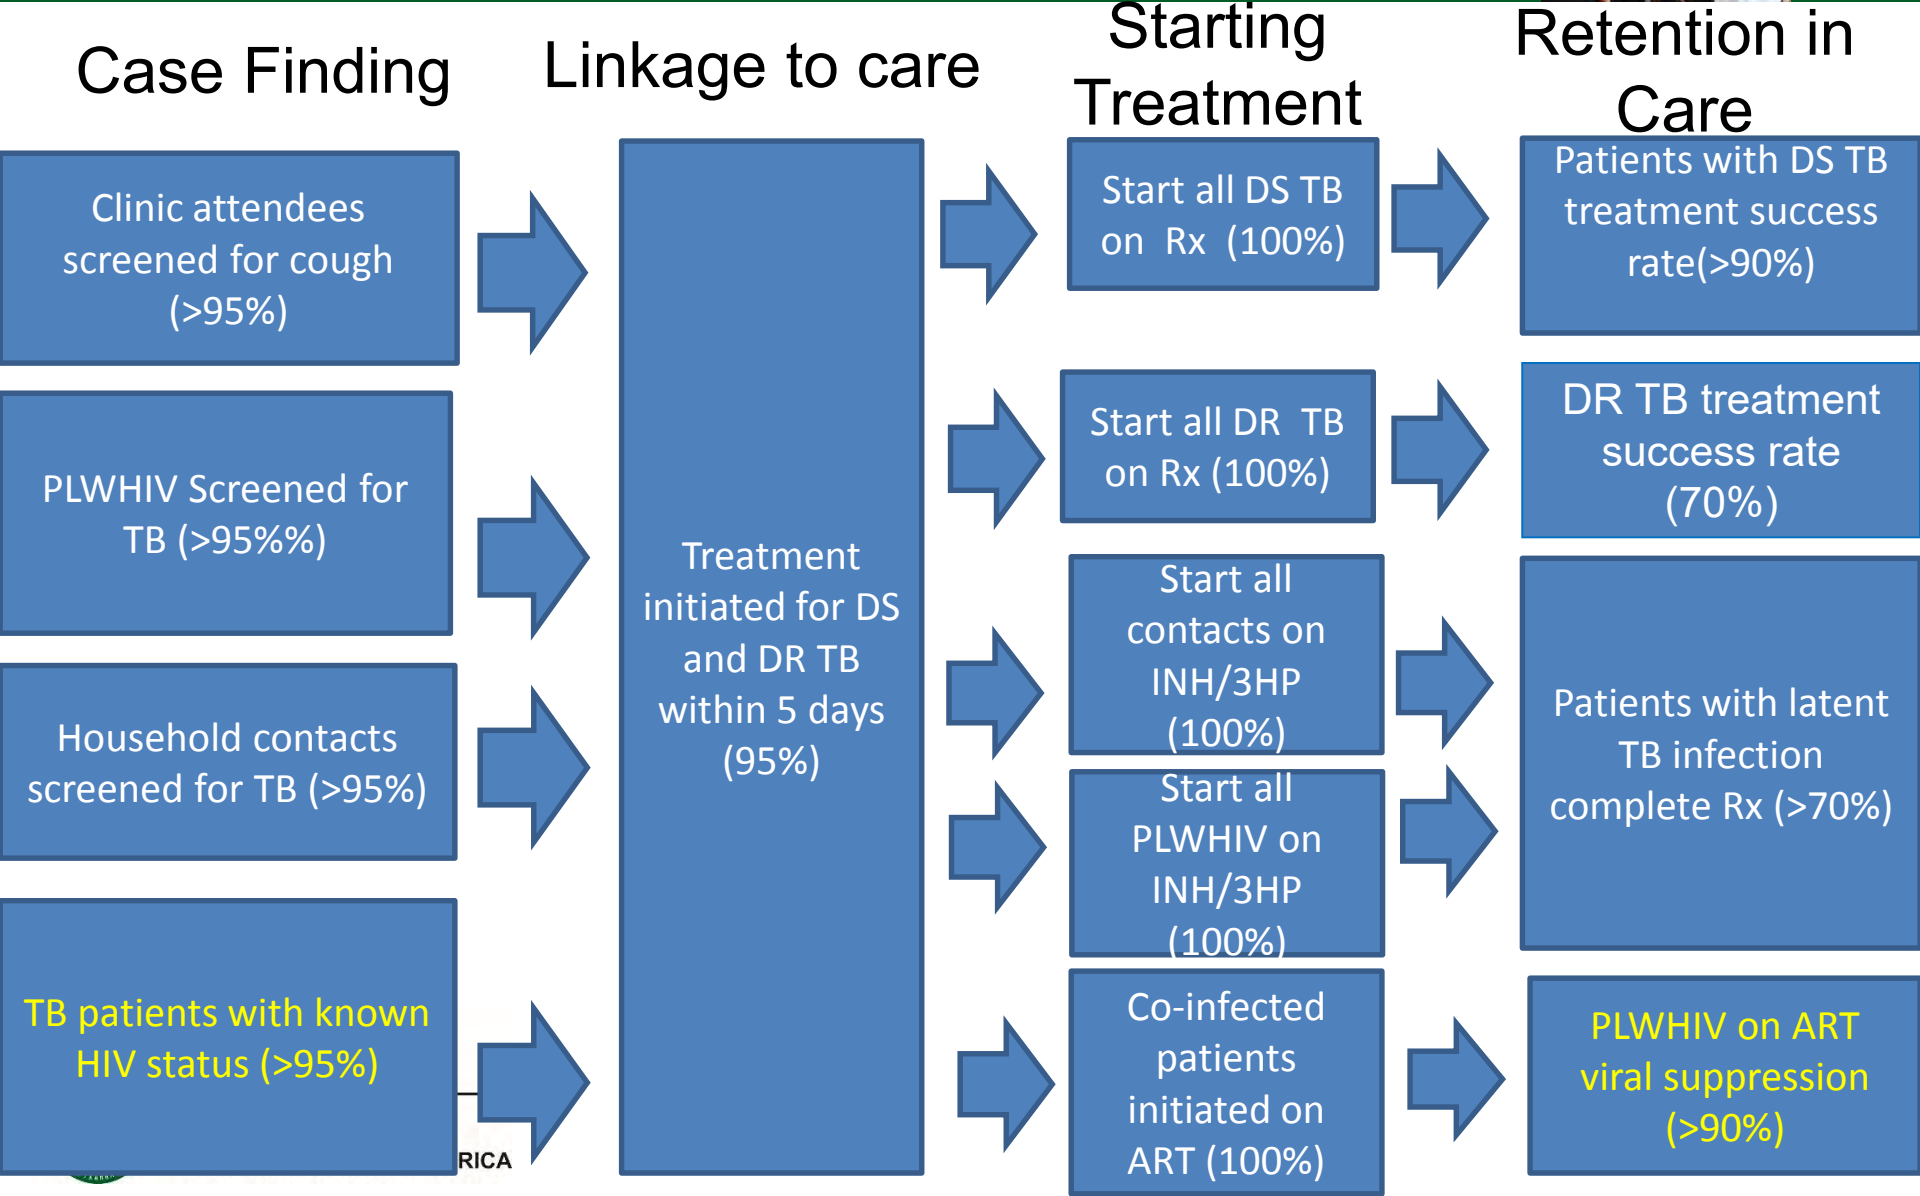 Case Finding
Linkage to care
Starting
Treatment
Retention in
Care
Clinic attendees
screened for cough
(>95%)
PLWHIV Screened for
TB (>95%%)
Household contacts
screened for TB (>95%)
TB patients with known
HIV status (>95%)
Treatment
initiated for DS
and DR TB
within 5 days
(95%)
Start all DS TB
on Rx (100%)
Start all DR TB
on Rx (100%)
Start all
contacts on
INH/3HP
(100%)
Start all
PLWHIV on
INH/3HP
(100%)
Co-infected
patients
initiated on
ART (100%)
Patients with DS TB
treatment success
rate(>90%)
DR TB treatment
success rate
(70%)
Patients with latent
TB infection
complete Rx (>70%)
PLWHIV on ART
viral suppression
(>90%)
RICA